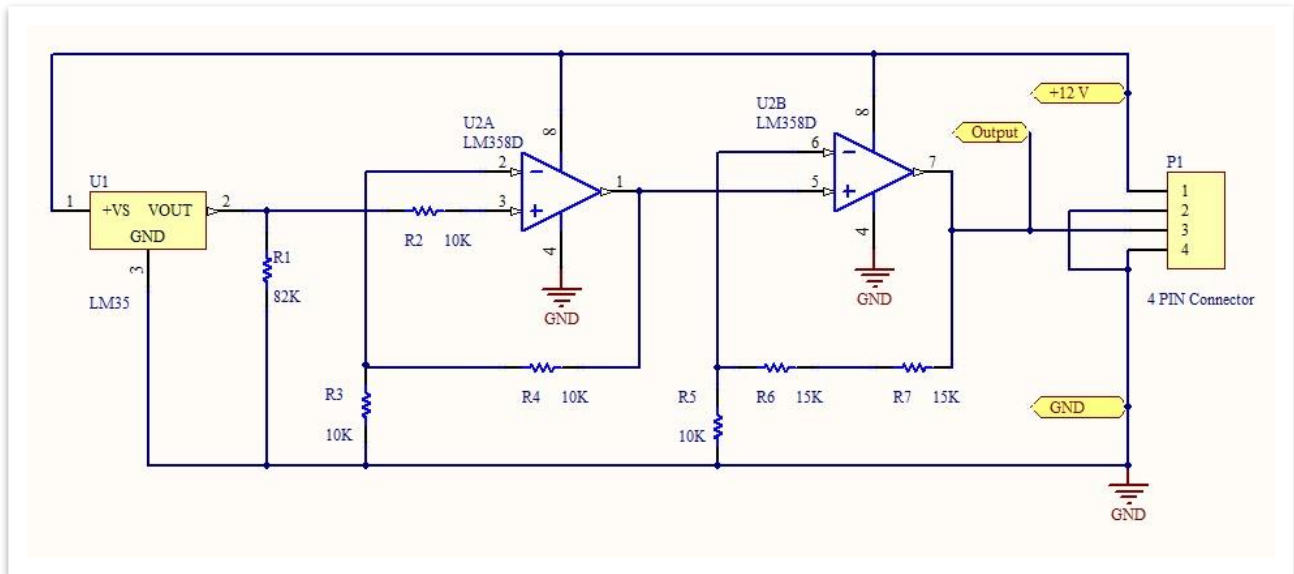 +12 V
U2A
LM358D
8
U2B
LM358D
8
Output
P1
U1
1
+VS VOUT
GND
2
3
LM35
R1
82K
R2 10K
2
3
1
4
GND
6
5
7
4
GND
1
2
3
4
4 PIN Connector
R3
10K
R4 10K
R5
10K
R6 15K
R7 15K
GND
GND